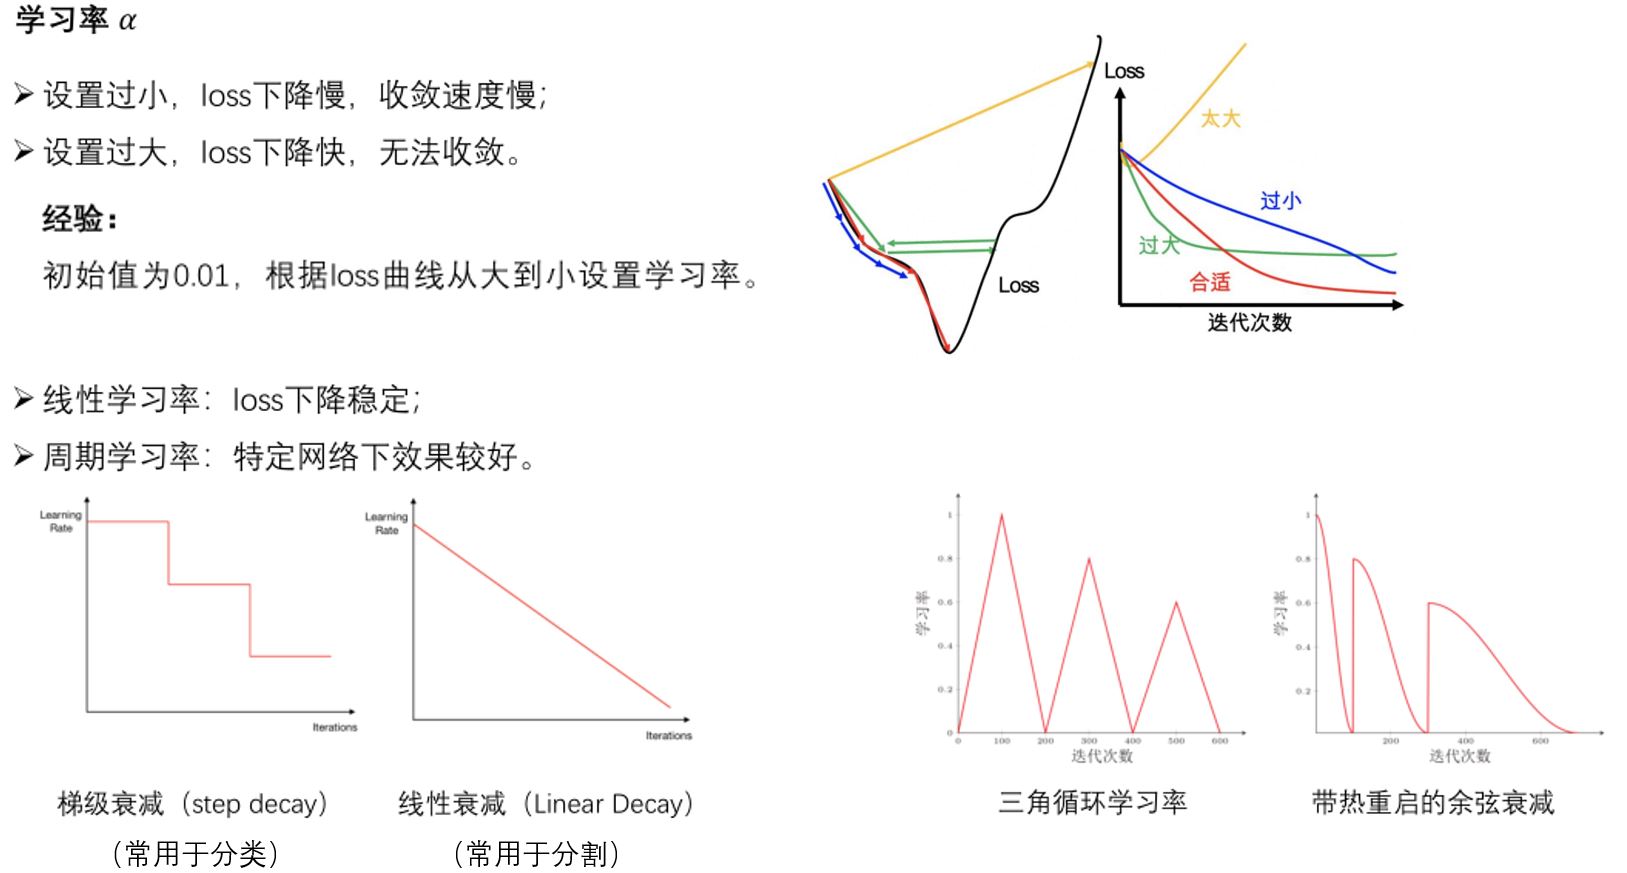 学习率 α
➢ 设置过小，loss下降慢，收敛速度慢；
➢ 设置过大，loss下降快，无法收敛。
经验：
初始值为0.01，根据loss曲线从大到小设置学习率。
Loss
Loss
太大
过小
过大
合适
迭代次数
➢ 线性学习率：loss下降稳定；
➢ 周期学习率：特定网络下效果较好。
Learning
Rate
Iterations
梯级衰减（step decay）
（常用于分类）
Learning
Rate
Iterations
线性衰减（Linear Decay）
（常用于分割）
1
0.8
0.6
0.4
0.2
0
学习率
0 100 200 300 400 500 600
迭代次数
三角循环学习率
1
0.8
0.6
0.4
0.2
学习率
200 400 600
迭代次数
带热重启的余弦衰减